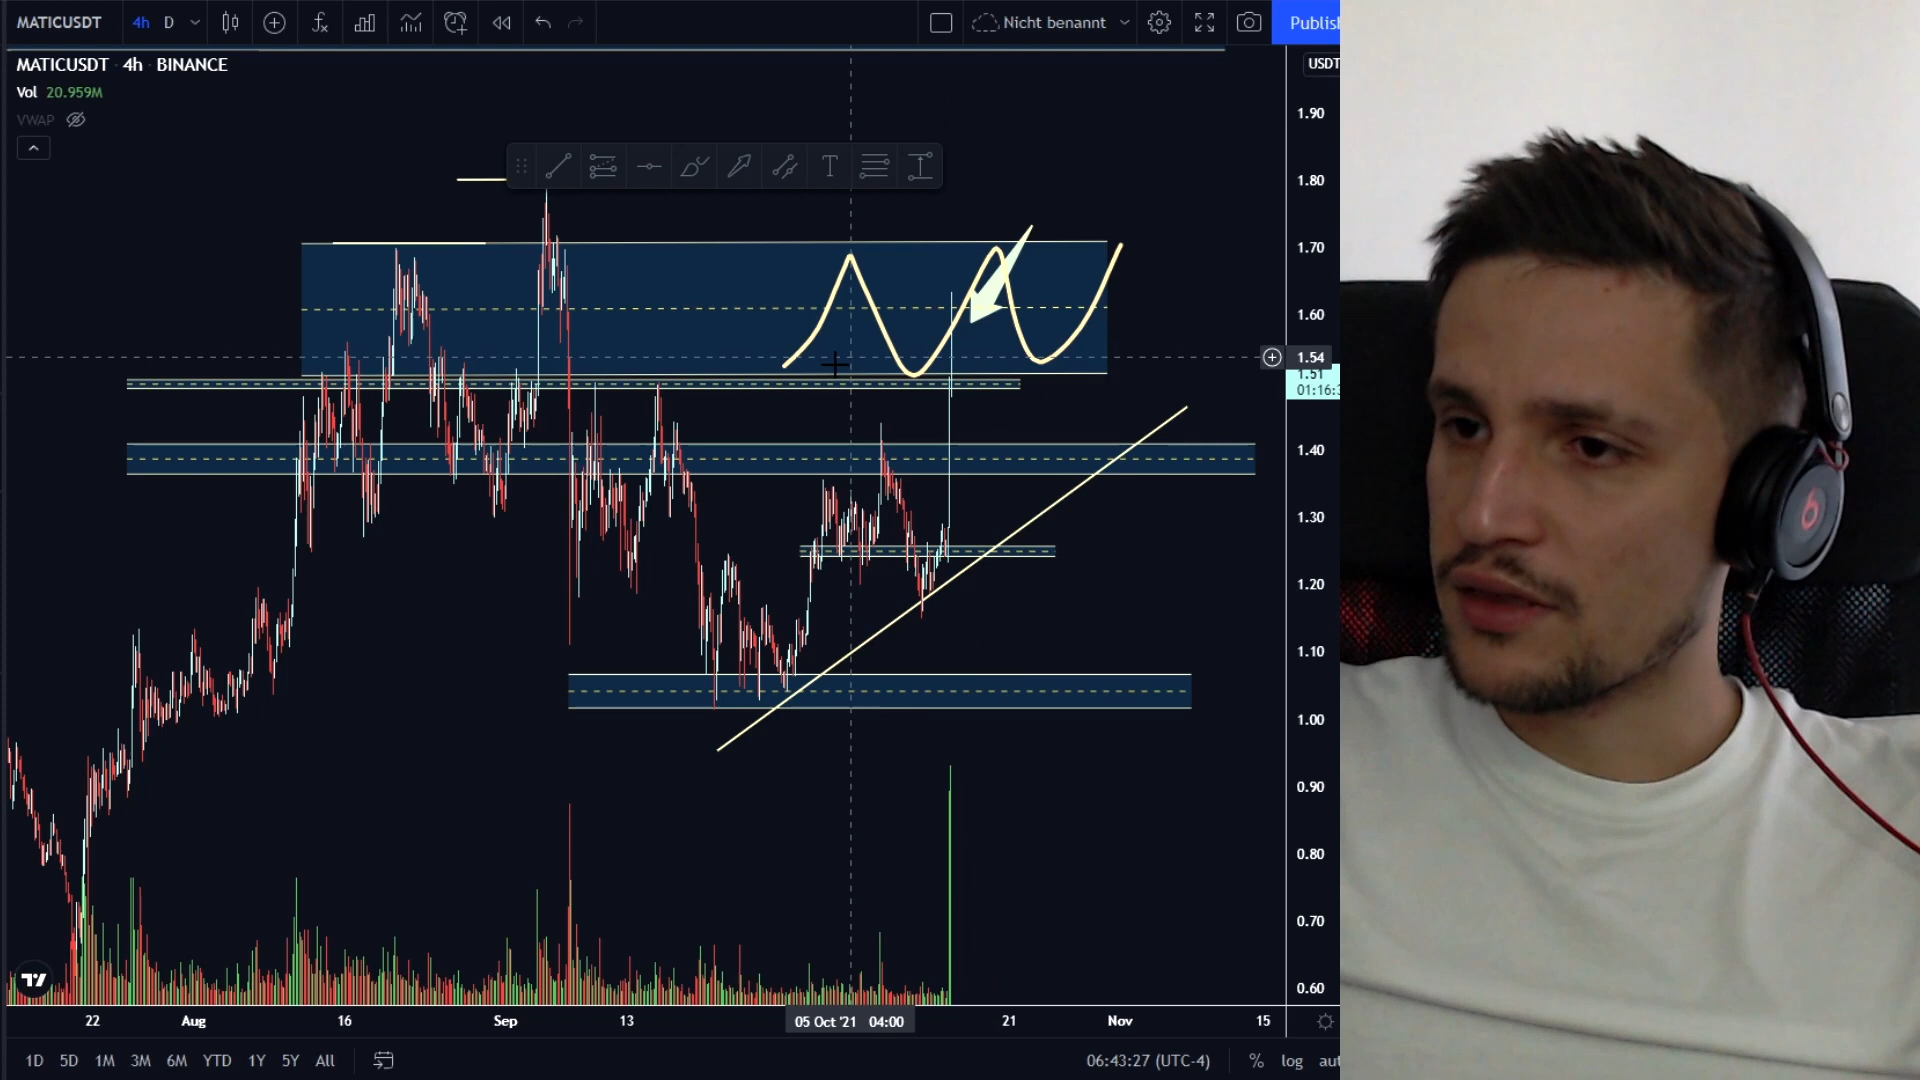 MATICUSDT 4h D Nicht benannt Publish
MATICUSDT · 4h · BINANCE
USDT
Vol 20.959M
VWAP
1.90
1.80
1.70
1.60
1.54
1.51
01:16:3
1.40
1.30
1.20
1.10
1.00
0.90
0.80
0.70
0.60
22 Aug 16 Sep 13 05 Oct '21 04:00 21 Nov 15
1D 5D 1M 3M 6M YTD 1Y 5Y All 06:43:27 (UTC-4) % log aut